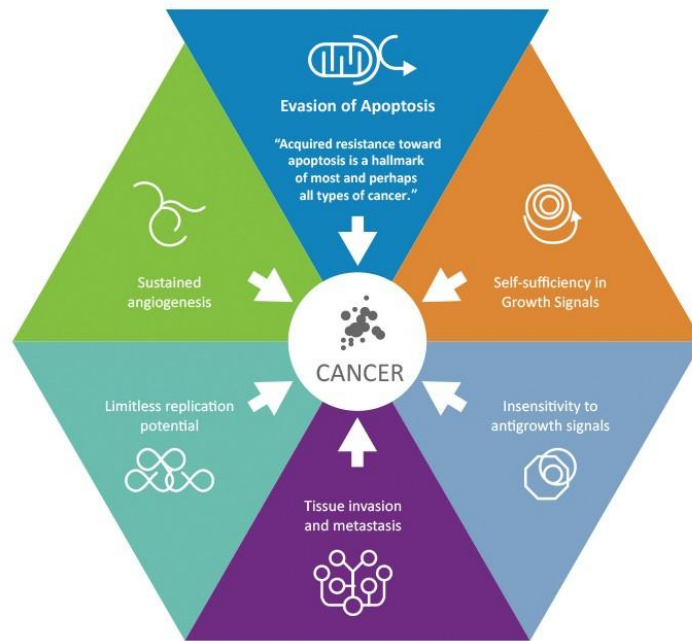 Evasion of Apoptosis
“Acquired resistance toward
apoptosis is a hallmark
of most and perhaps
all types of cancer.”
Sustained
angiogenesis
Self-sufficiency in
Growth Signals
CANCER
Limitless replication
potential
Insensitivity to
antigrowth signals
Tissue invasion
and metastasis